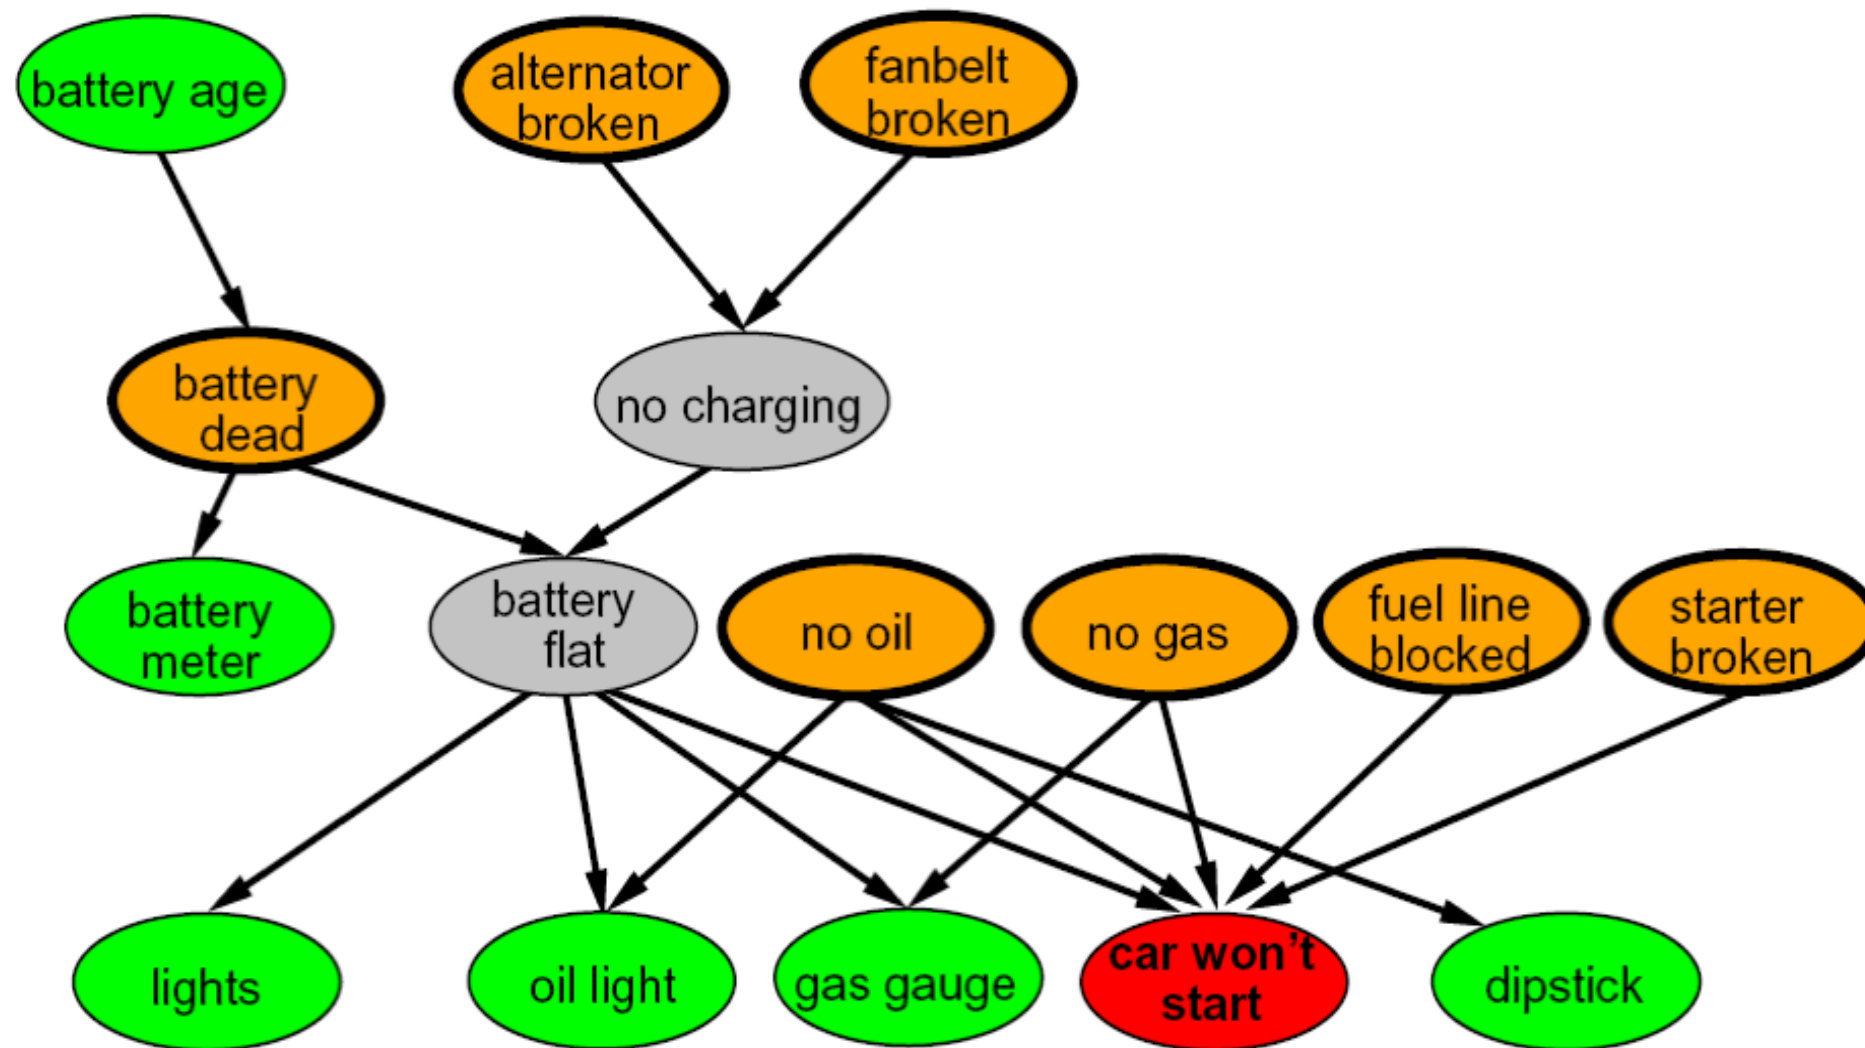 battery age
alternator
broken
fanbelt
broken
battery
dead
no charging
battery
meter
battery
flat
no oil
no gas
fuel line
blocked
starter
broken
lights
oil light
gas gauge
car won't
start
dipstick